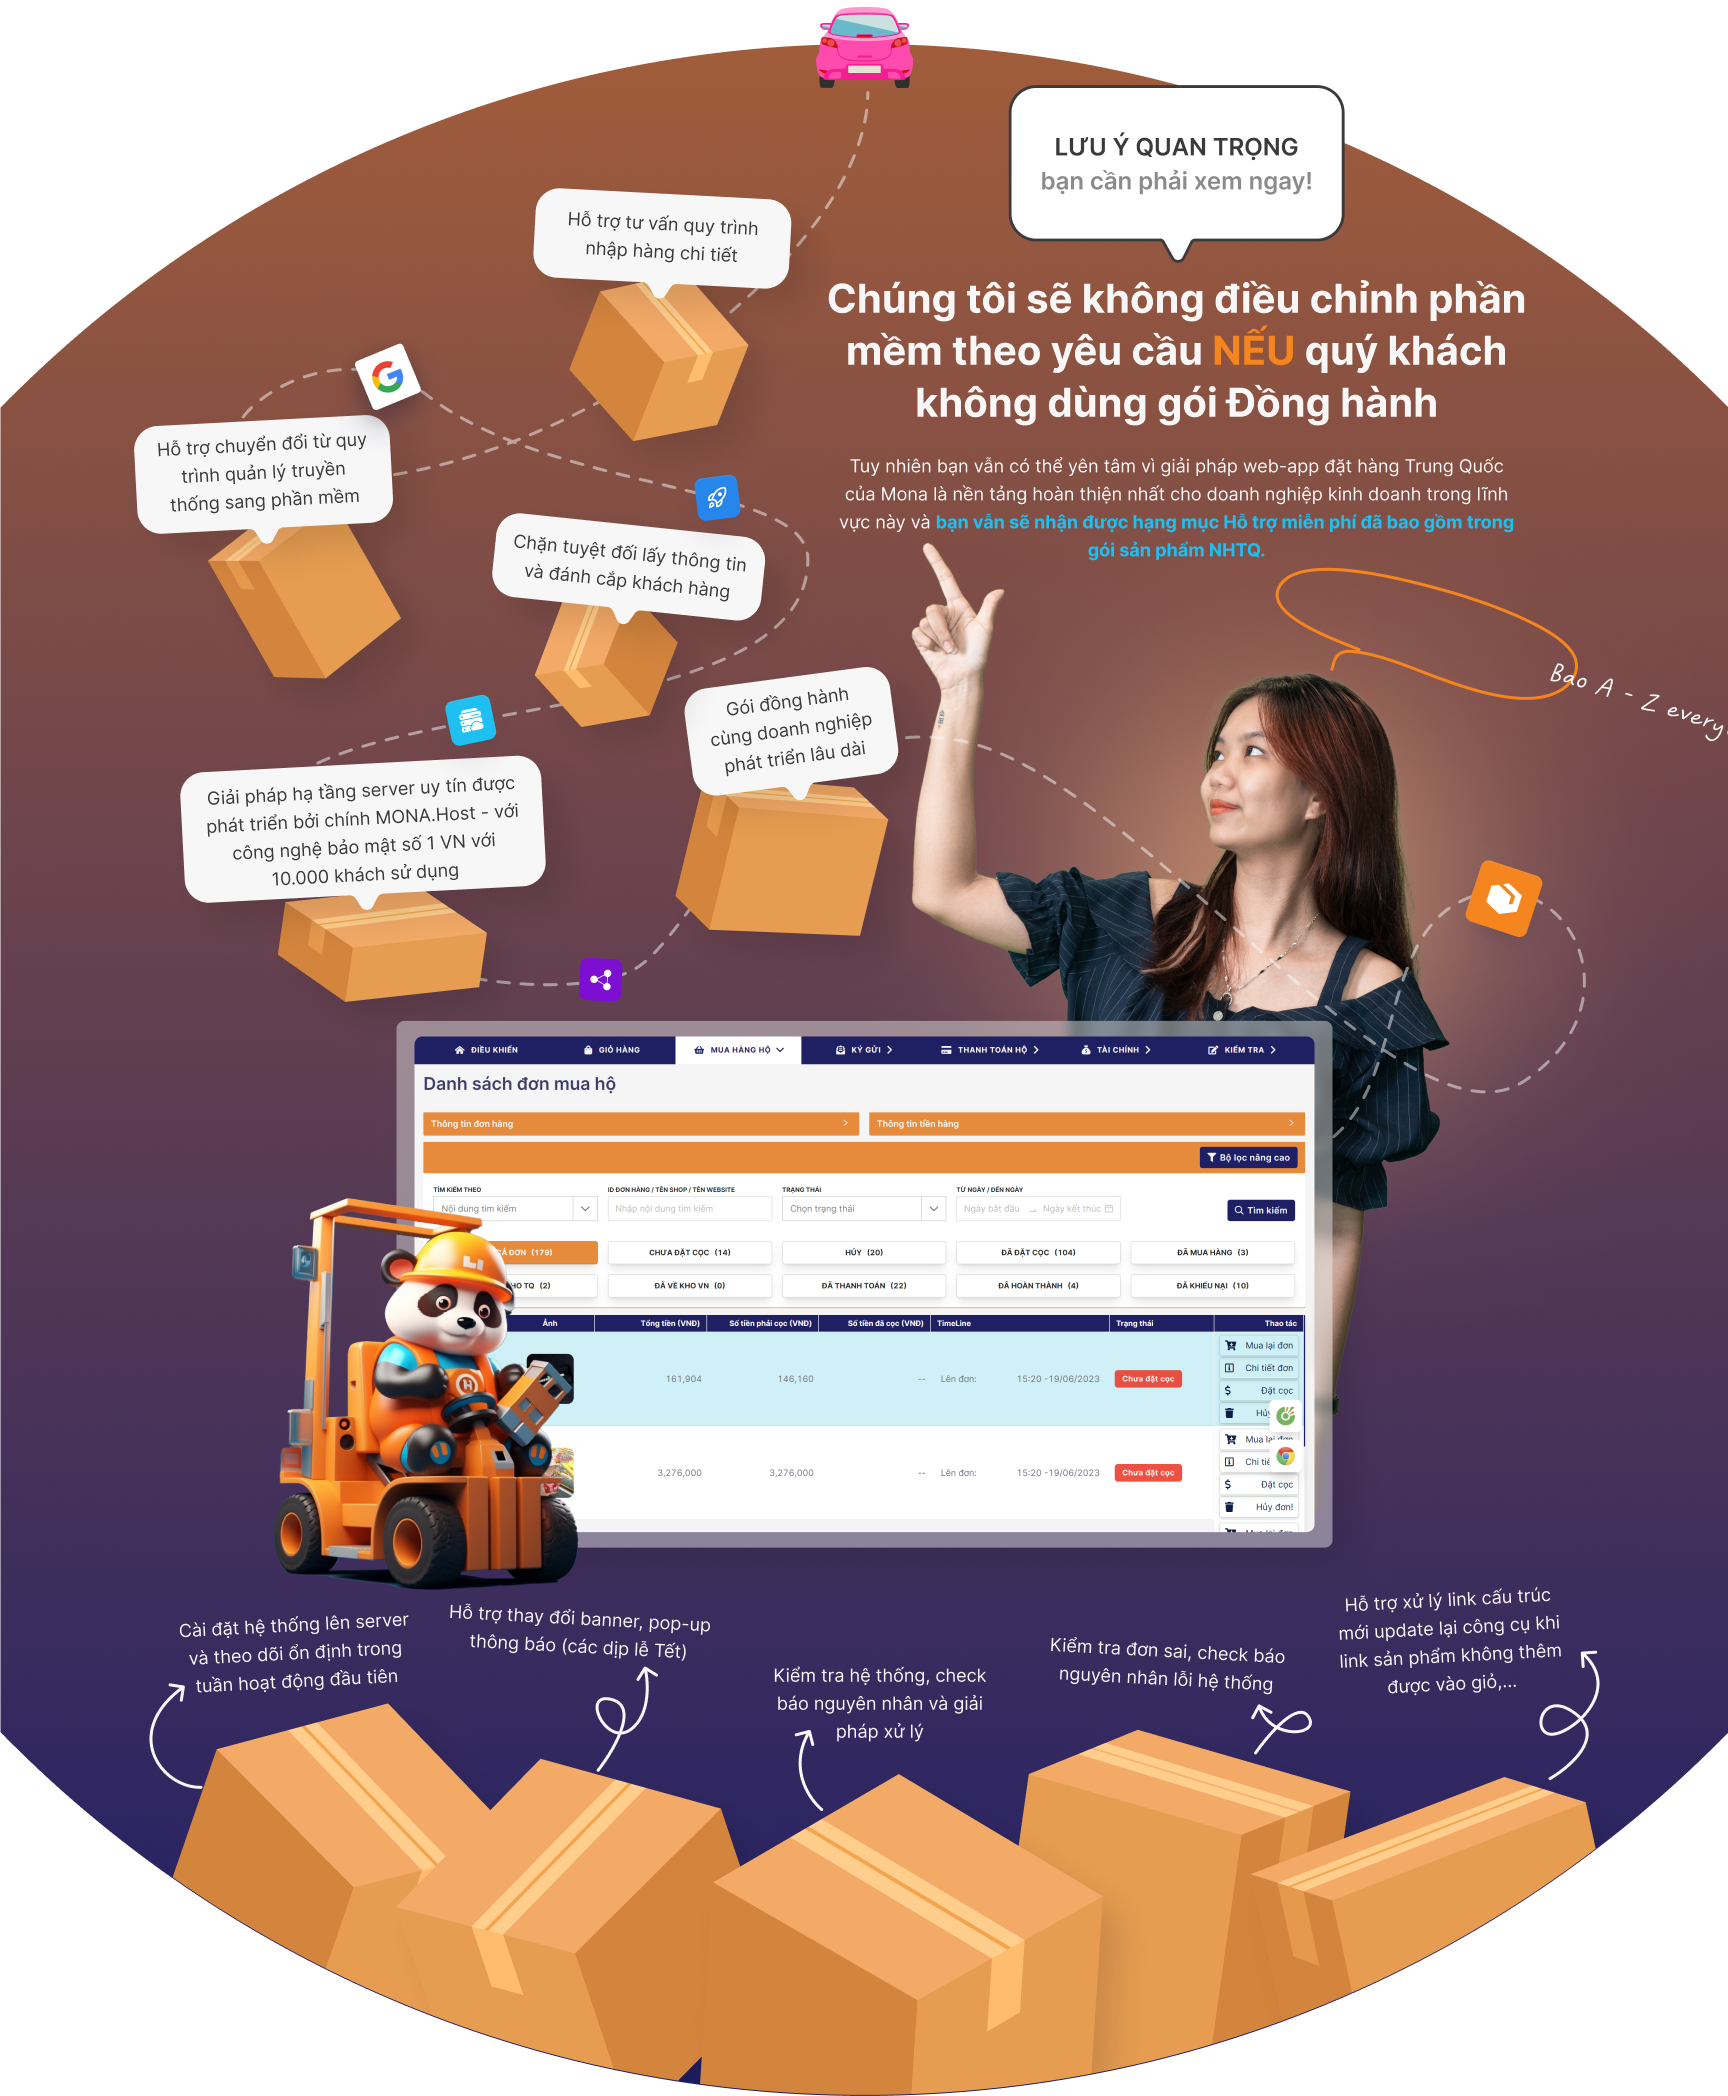 LƯU Ý QUAN TRỌNG
bạn cần phải xem ngay!
Hỗ trợ tư vấn quy trình
nhập hàng chi tiết
Chúng tôi sẽ không điều chỉnh phần
mềm theo yêu cầu NẾU quý khách
không dùng gói Đồng hành
Tuy nhiên bạn vẫn có thể yên tâm vì giải pháp web-app đặt hàng Trung Quốc
của Mona là nền tảng hoàn thiện nhất cho doanh nghiệp kinh doanh trong lĩnh
vực này và bạn vẫn sẽ nhận được hạng mục Hỗ trợ miễn phí đã bao gồm trong
gói sản phẩm NHTQ.
Hỗ trợ chuyển đổi từ quy
trình quản lý truyền
thống sang phần mềm
Chặn tuyệt đối lấy thông tin
và đánh cắp khách hàng
Bao A - Z every
Gói đồng hành
cùng doanh nghiệp
phát triển lâu dài
Giải pháp hạ tầng server uy tín được
phát triển bởi chính MONA.Host - với
công nghệ bảo mật số 1 VN với
10.000 khách sử dụng
ĐIỀU KHIỂN GIỎ HÀNG MUA HÀNG HỘ KÝ GỬI THANH TOÁN HỘ TÀI CHÍNH KIỂM TRA
Danh sách đơn mua hộ
Thông tin đơn hàng Thông tin tiền hàng
Bộ lọc nâng cao
TÌM KIẾM THEO ID ĐƠN HÀNG / TÊN SHOP / TÊN WEBSITE TRẠNG THÁI TỪ NGÀY / ĐẾN NGÀY
Nội dung tìm kiếm Nhập nội dung tìm kiếm Chọn trạng thái Ngày bắt đầu → Ngày kết thúc Tìm kiếm
ĐƠN (179) CHƯA ĐẶT CỌC (14) HỦY (20) ĐÃ ĐẶT CỌC (104) ĐÃ MUA HÀNG (3)
HO TQ (2) ĐÃ VỀ KHO VN (0) ĐÃ THANH TOÁN (22) ĐÃ HOÀN THÀNH (4) ĐÃ KHIẾU NẠI (10)
Ảnh Tổng tiền (VNĐ) Số tiền phải cọc (VNĐ) Số tiền đã cọc (VNĐ) TimeLine Trạng thái Thao tác
Mua lại đơn
Chi tiết đơn
161,904 146,160 -- Lên đơn: 15:20 -19/06/2023 Chưa đặt cọc
Đặt cọc
Hủy
Mua lại đơn
Chi tiế
3,276,000 3,276,000 -- Lên đơn: 15:20 -19/06/2023 Chưa đặt cọc
Đặt cọc
Hủy đơn!
Mua lại đơn
Cài đặt hệ thống lên server
và theo dõi ổn định trong
tuần hoạt động đầu tiên
Hỗ trợ thay đổi banner, pop-up
thông báo (các dịp lễ Tết)
Kiểm tra hệ thống, check
báo nguyên nhân và giải
pháp xử lý
Kiểm tra đơn sai, check báo
nguyên nhân lỗi hệ thống
Hỗ trợ xử lý link cấu trúc
mới update lại công cụ khi
link sản phẩm không thêm
được vào giỏ,...